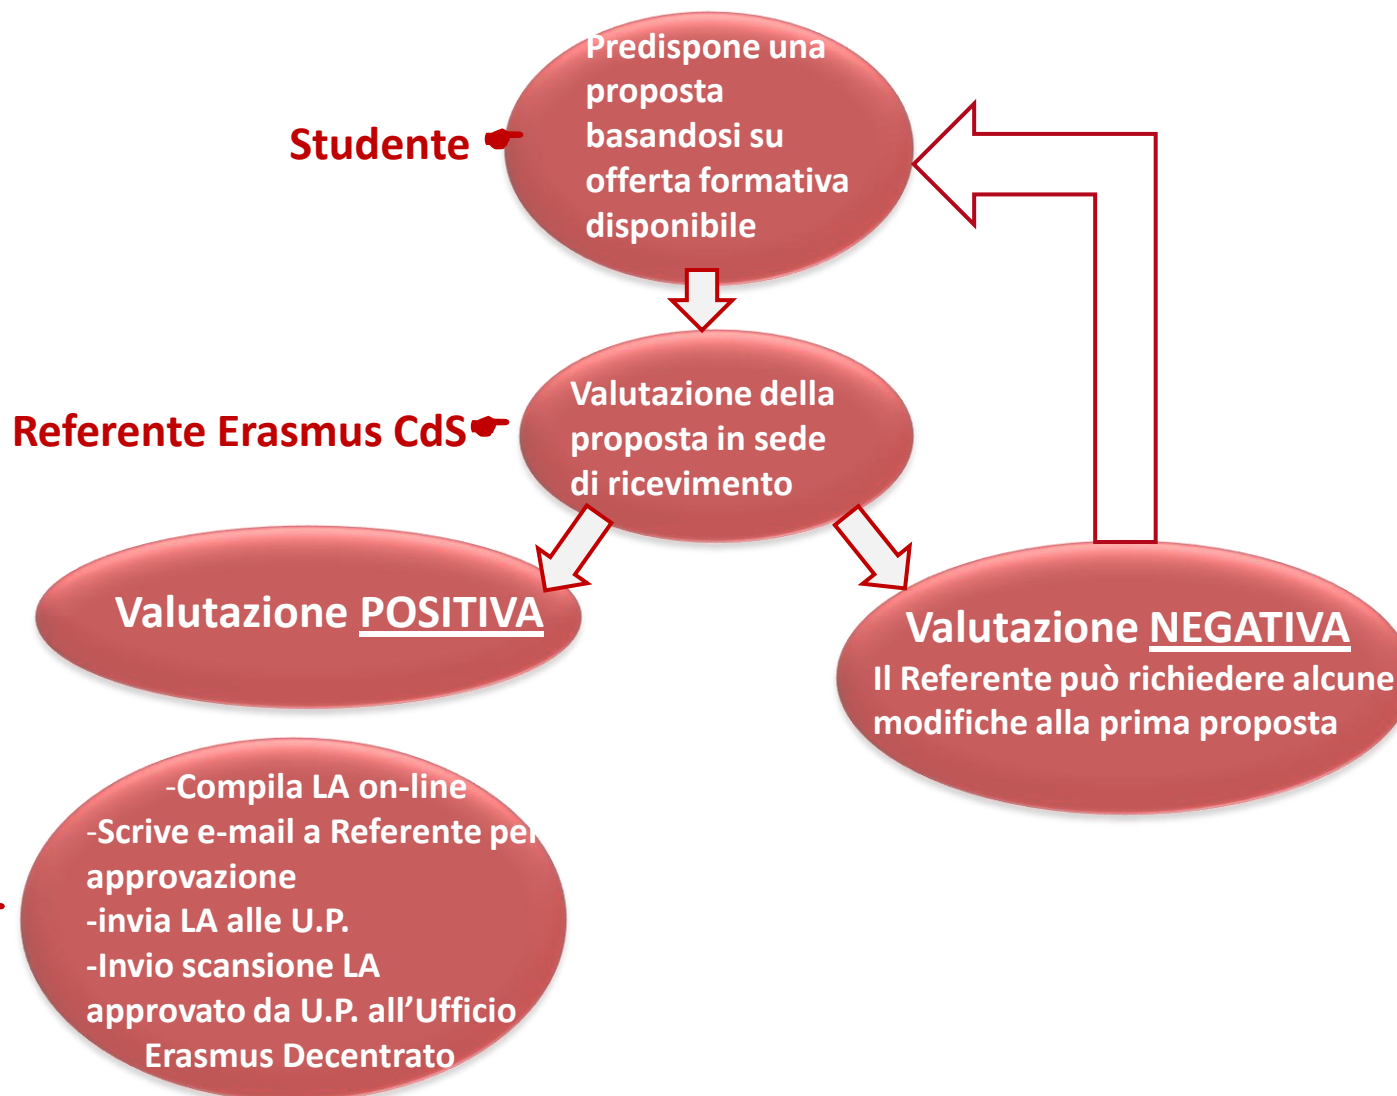 Predispone una
proposta
basandosi su
offerta formativa
disponibile
Studente
Valutazione della
proposta in sede
di ricevimento
Referente Erasmus CdS
Valutazione POSITIVA
Valutazione NEGATIVA
Il Referente può richiedere alcune
modifiche alla prima proposta
-Compila LA on-line
-Scrive e-mail a Referente per
approvazione
-invia LA alle U.P.
-Invio scansione LA
approvato da U.P. all’Ufficio
Erasmus Decentrato